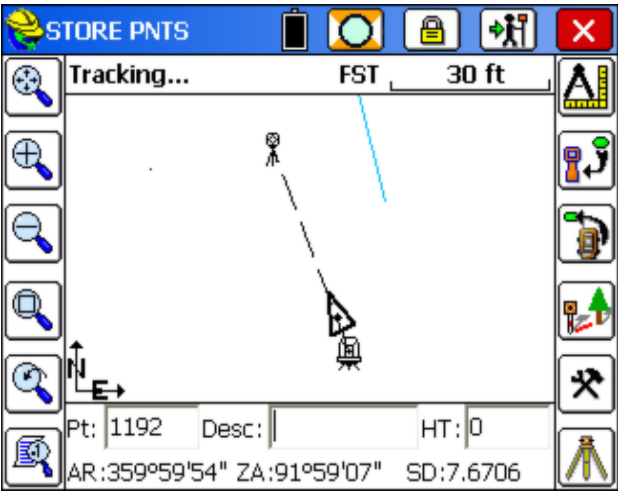 STORE PNTS
Tracking... FST 30 ft
N
E
Pt: 1192 Desc: HT: 0
AR:359°59'54" ZA:91°59'07" SD:7.6706